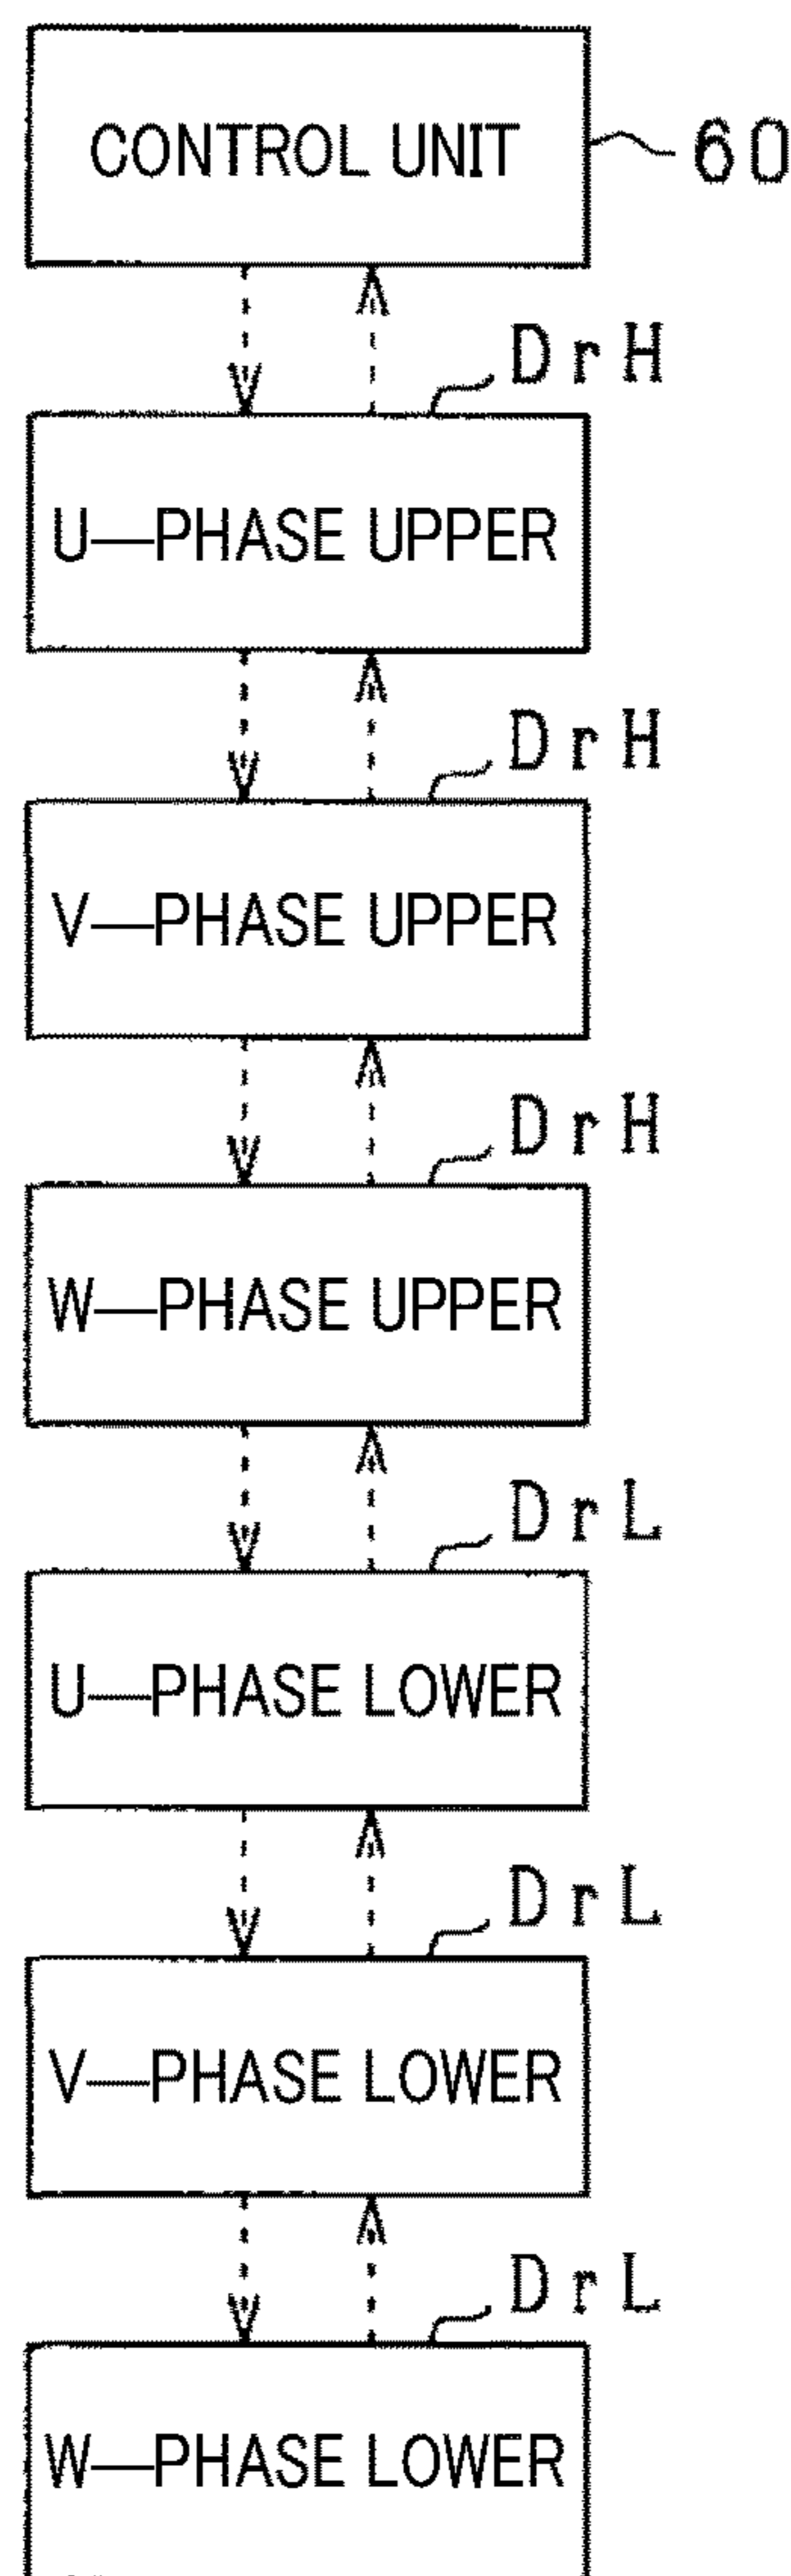 CONTROL UNIT
60
DrH
U—PHASE UPPER
DrH
V—PHASE UPPER
DrH
W—PHASE UPPER
DrL
U—PHASE LOWER
DrL
V—PHASE LOWER
DrL
W—PHASE LOWER